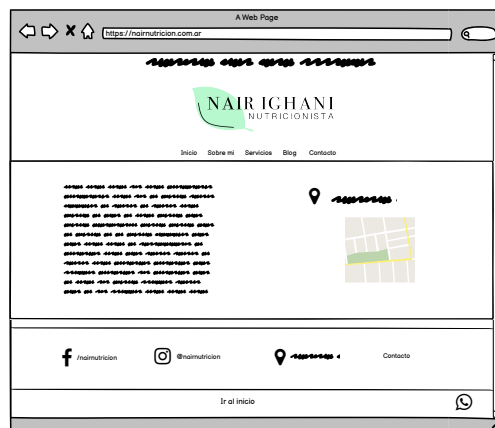 A Web Page
https://nairnutricion.com.ar
NAIR IGHANI
NUTRICIONISTA
Inicio Sobre mi Servicios Blog Contacto
/nairnutricion @nairnutricion Contacto
Ir al inicio